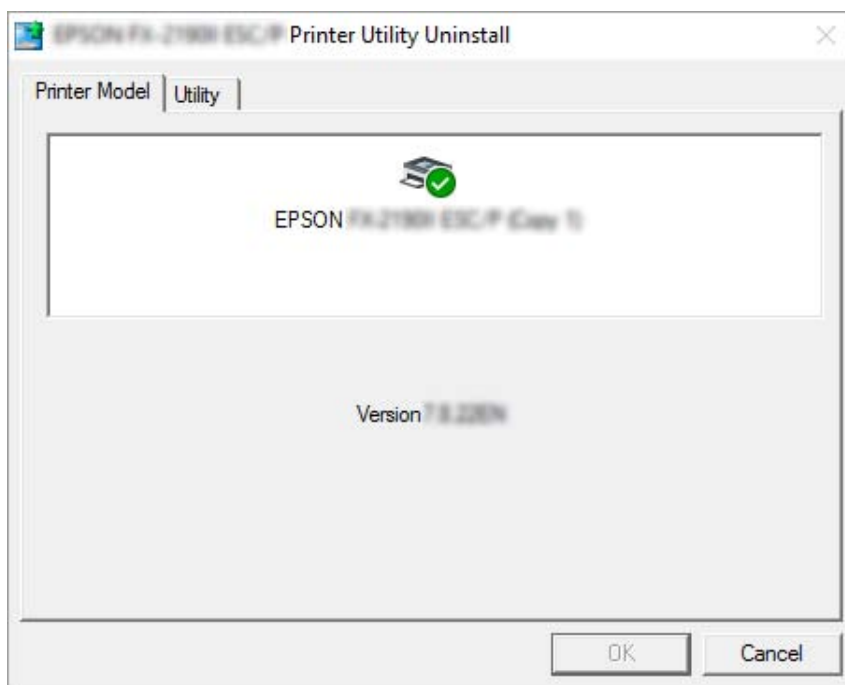 Printer Utility Uninstall
Printer Model
Utility
EPSON
Version
OK
Cancel